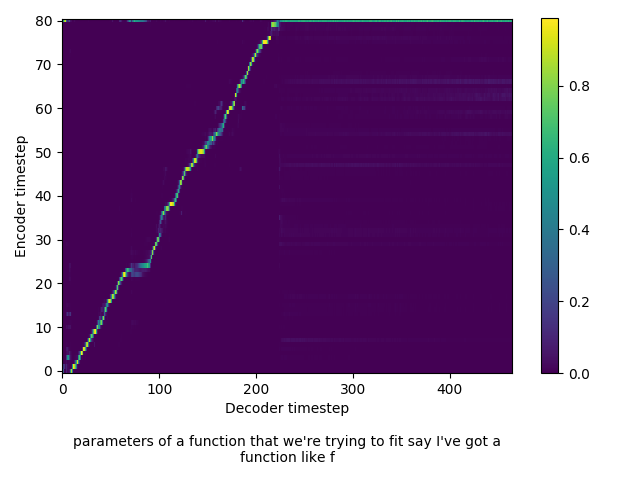 80
70
60
50
40
30
20
10
0
Encoder timestep
0 100 200 300 400
Decoder timestep
0.8
0.6
0.4
0.2
0.0
parameters of a function that we're trying to fit say I've got a
function like f